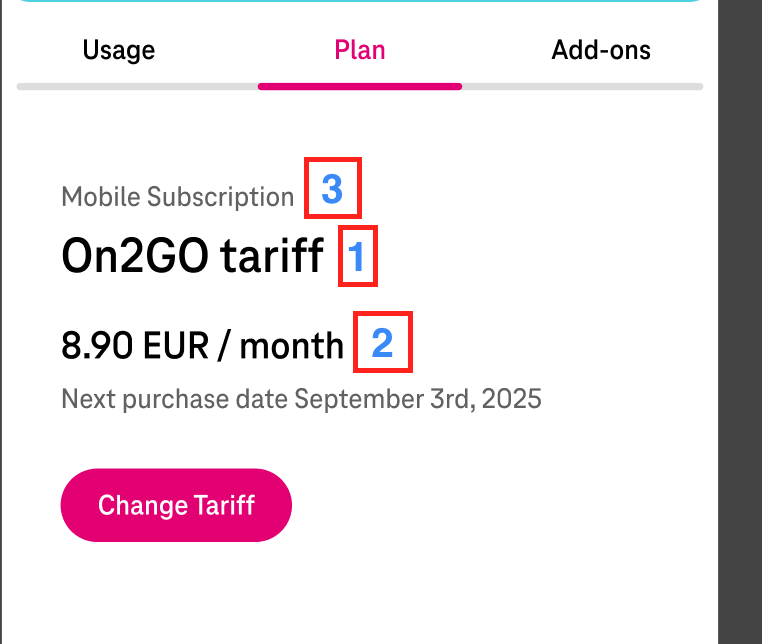 Usage Plan Add-ons
Mobile Subscription 3
On2GO tariff 1
8.90 EUR / month 2
Next purchase date September 3rd, 2025
Change Tariff